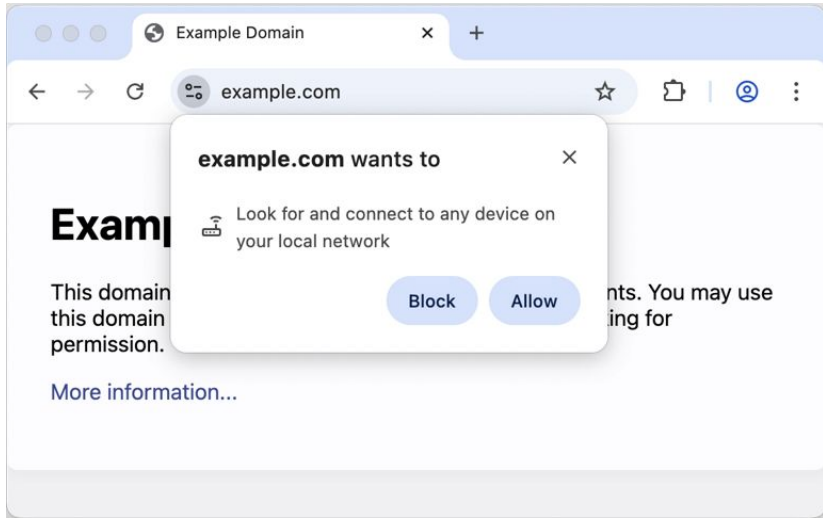 Example Domain
example.com
example.com wants to
Look for and connect to any device on
your local network
Block Allow
Examp
This domain nts. You may use
this domain ing for
permission.
More information...